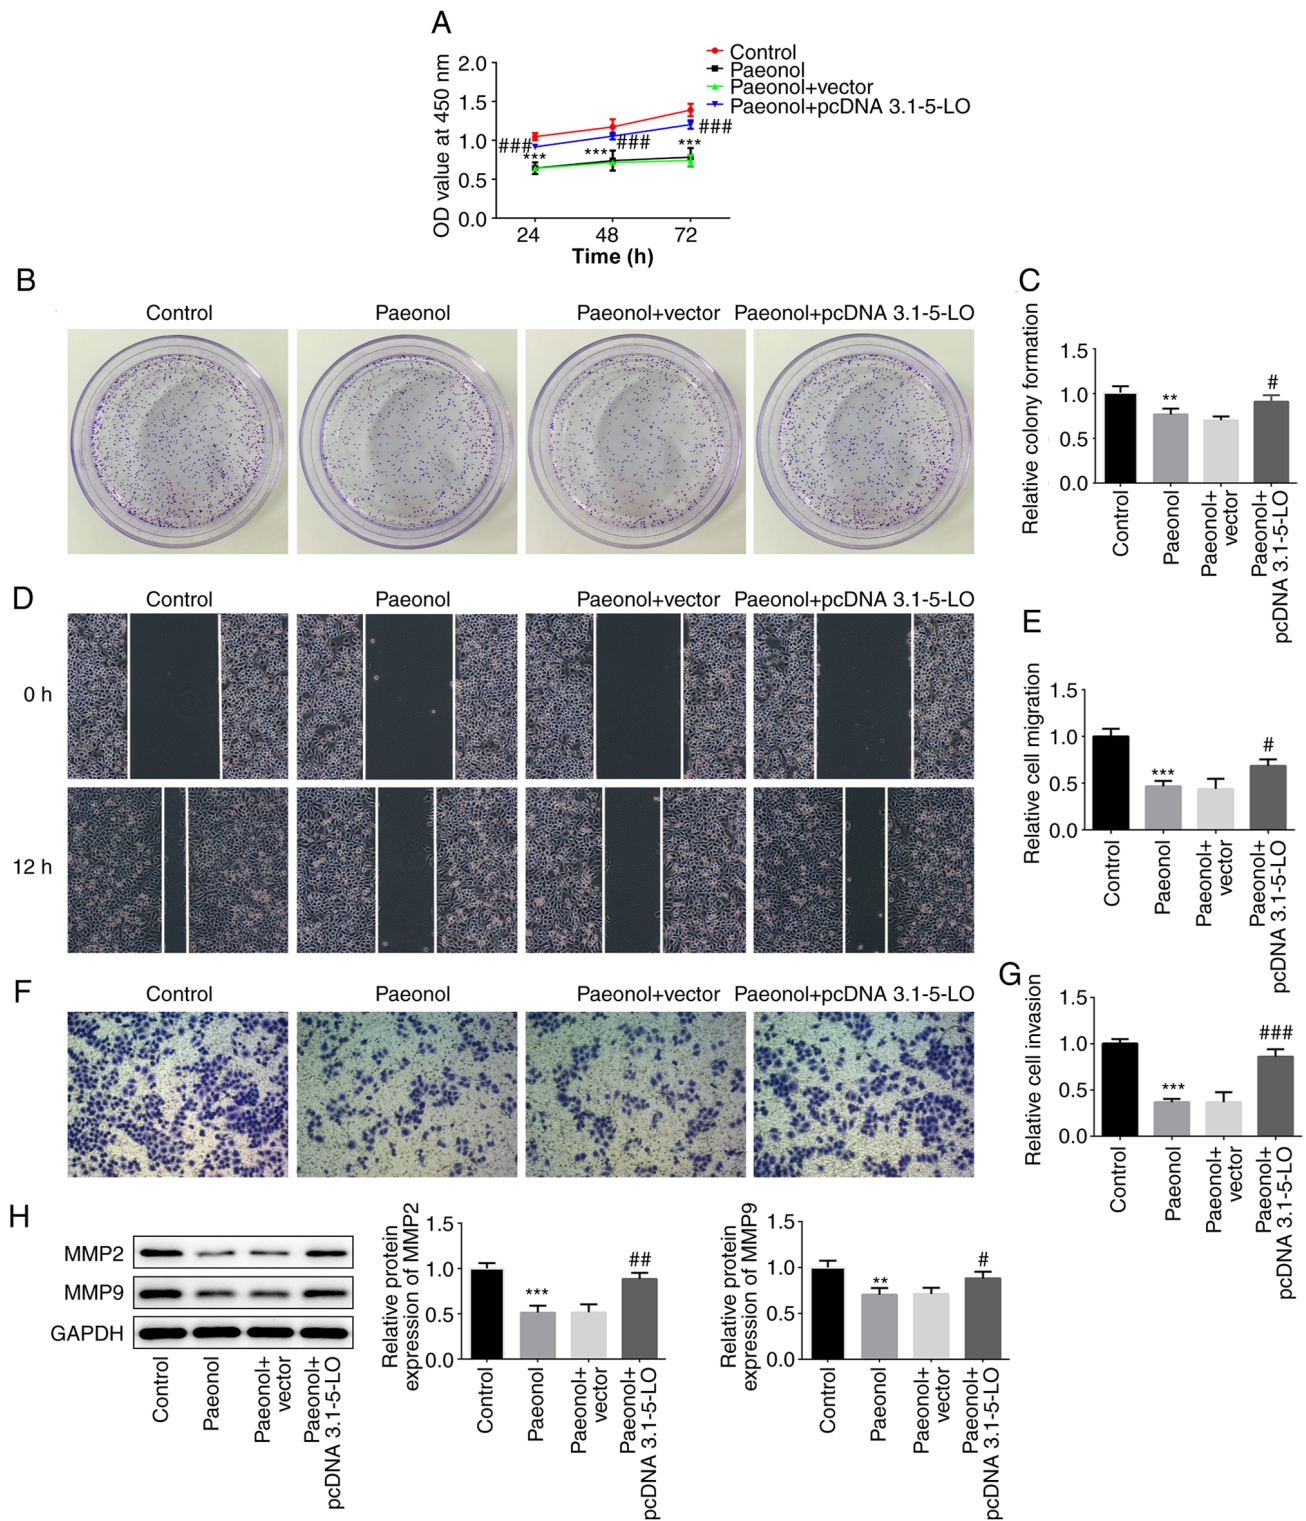 A
OD value at 450 nm
2.0
1.5
1.0
0.5
0.0
Control
Paeonol
Paeonol+vector
Paeonol+pcDNA 3.1-5-LO
###
***
***
###
***
###
24
48
72
Time (h)
B
Control
Paeonol
Paeonol+vector
Paeonol+pcDNA 3.1-5-LO
C
Relative colony formation
1.5
1.0
0.5
0.0
**
#
Control
Paeonol
Paeonol+
vector
Paeonol+
pcDNA 3.1-5-LO
D
Control
Paeonol
Paeonol+vector
Paeonol+pcDNA 3.1-5-LO
0 h
12 h
E
Relative cell migration
1.5
1.0
0.5
0.0
***
#
Control
Paeonol
Paeonol+
vector
Paeonol+
pcDNA 3.1-5-LO
F
Control
Paeonol
Paeonol+vector
Paeonol+pcDNA 3.1-5-LO
G
Relative cell invasion
1.5
1.0
0.5
0.0
***
###
Control
Paeonol
Paeonol+
vector
Paeonol+
pcDNA 3.1-5-LO
H
MMP2
MMP9
GAPDH
Control
Paeonol
Paeonol+
vector
Paeonol+
pcDNA 3.1-5-LO
Relative protein
expression of MMP2
1.5
1.0
0.5
0.0
***
##
Control
Paeonol
Paeonol+
vector
Paeonol+
pcDNA 3.1-5-LO
Relative protein
expression of MMP9
1.5
1.0
0.5
0.0
**
#
Control
Paeonol
Paeonol+
vector
Paeonol+
pcDNA 3.1-5-LO